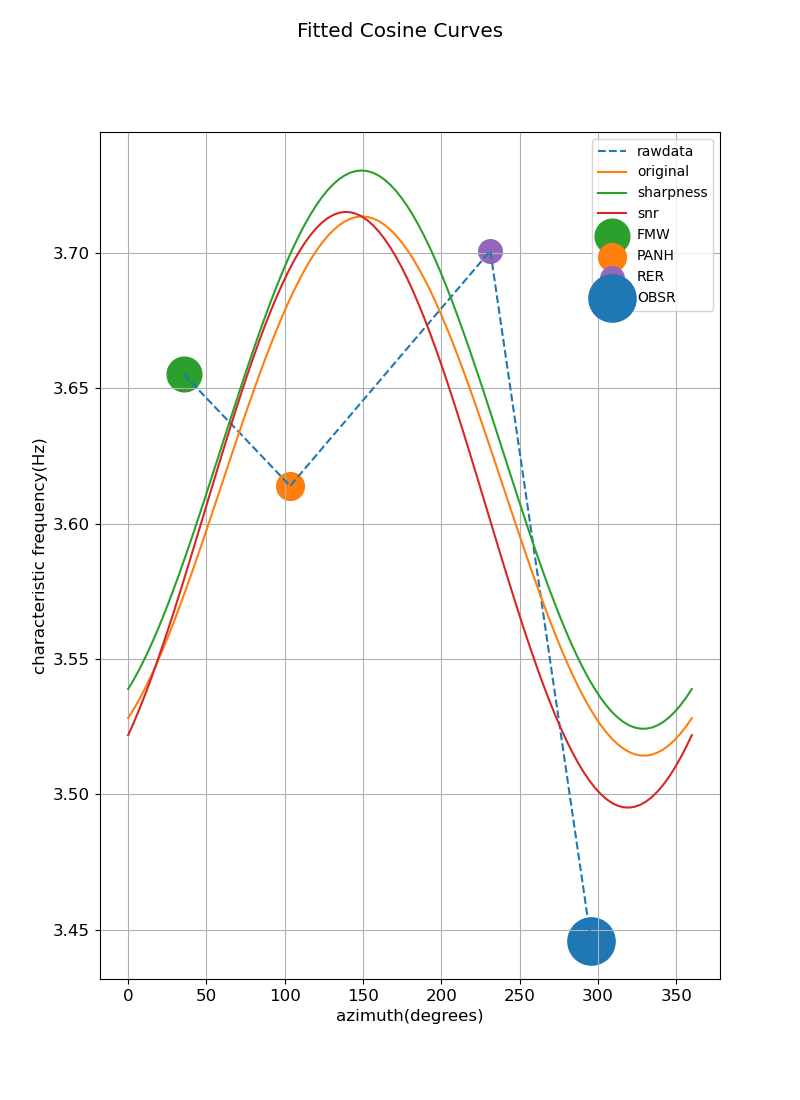 Fitted Cosine Curves
rawdata
original
sharpness
snr
FMW
PANH
RER
OBSR
3.70
3.65
3.60
3.55
3.50
3.45
characteristic frequency(Hz)
0 50 100 150 200 250 300 350
azimuth(degrees)